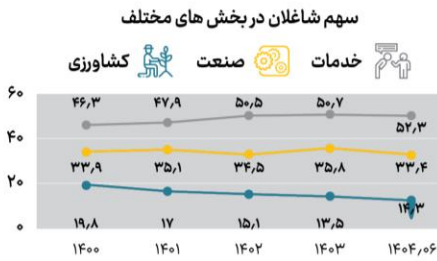 سهم شاغلان در بخش های مختلف
خدمات صنعت کشاورزی
۶۰
۴۶,۳ ۴۷,۹ ۵۰,۵ ۵۰,۷ ۵۲,۳
۴۰
۳۳,۹ ۳۵,۱ ۳۴,۵ ۳۵,۸ ۳۳,۴
۲۰
۱۹,۸ ۱۷ ۱۵,۱ ۱۳,۵ ۱۴,۳
۰
۱۴۰۰ ۱۴۰۱ ۱۴۰۲ ۱۴۰۳ ۱۴۰۴,۰۶